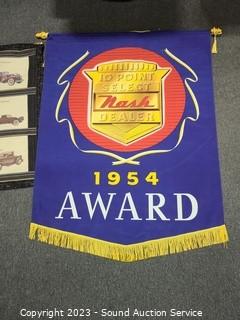 10 POINT
SELECT
Nash
DEALER
1954
AWARD
Copyright 2023 - Sound Auction Service